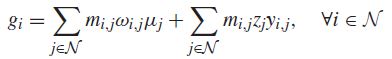 g_i = \sum_{j \in \mathcal{N}} m_{i,j} \omega_{i,j} \mu_j + \sum_{j \in \mathcal{N}} m_{i,j} z_j y_{i,j}, \quad \forall i \in \mathcal{N}